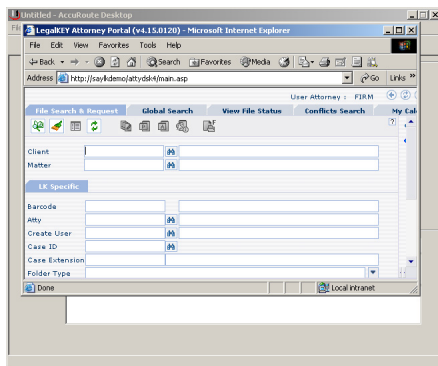 Untitled - AccuRoute Desktop
LegalKEY Attorney Portal (v4.15.0120) - Microsoft Internet Explorer
File Edit View Favorites Tools Help
Back Search Favorites Media
Address http://saylkdemo/attydsk4/main.asp Go Links »
User Attorney : FIRM
File Search & Request Global Search View File Status Conflicts Search My Cal
?
Client
Matter
LK Specific
Barcode
Atty
Create User
Case ID
Case Extension
Folder Type
Done Local intranet